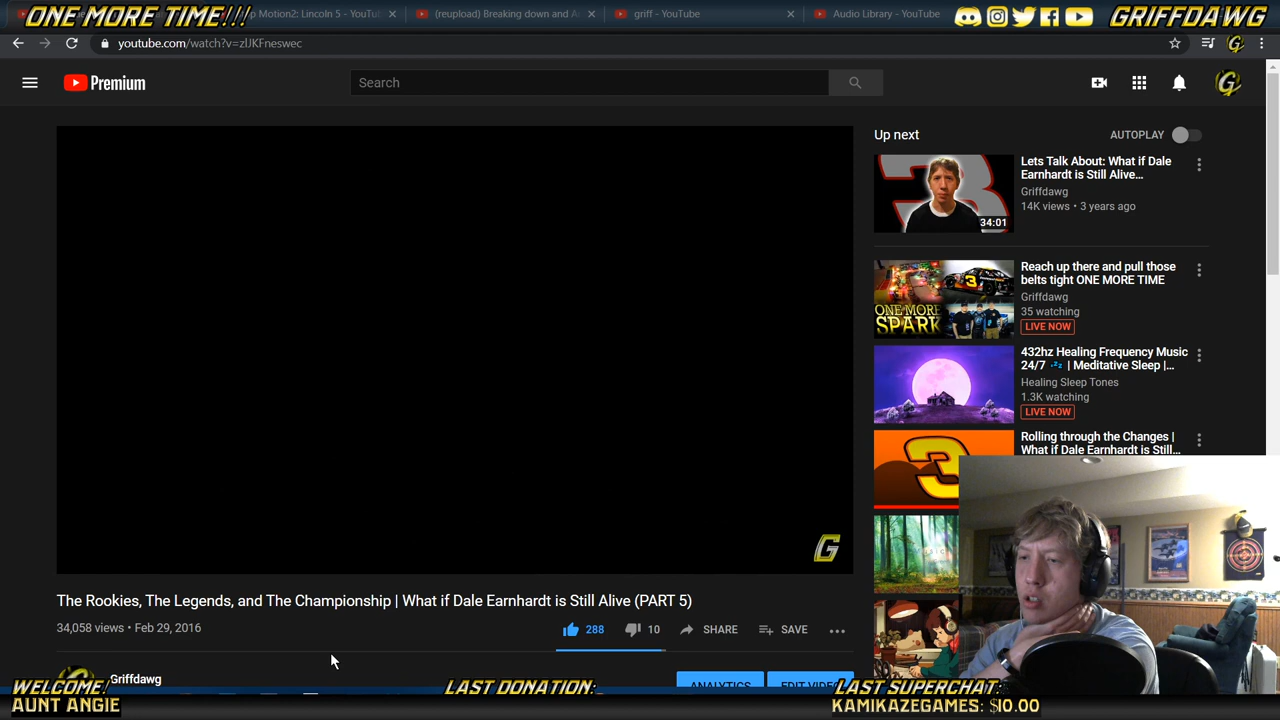 ONE MORE TIME!!!
p Motion2: Lincoln 5 - YouTu
(reupload) Breaking down and A
griff - YouTube
Audio Library - YouTube
GRIFFDAWG
youtube.com/watch?v=zlJKFneswec
Premium
Search
Up next
AUTOPLAY
Lets Talk About: What if Dale
Earnhardt is Still Alive...
Griffdawg
14K views • 3 years ago
34:01
Reach up there and pull those
belts tight ONE MORE TIME
Griffdawg
35 watching
LIVE NOW
ONE MORE
SPARK
432hz Healing Frequency Music
24/7 💤 | Meditative Sleep |...
Healing Sleep Tones
1.3K watching
LIVE NOW
Rolling through the Changes |
What if Dale Earnhardt is Still...
The Rookies, The Legends, and The Championship | What if Dale Earnhardt is Still Alive (PART 5)
34,058 views • Feb 29, 2016
288
10
SHARE
SAVE
Griffdawg
ANALYTICS
EDIT VIDEO
WELCOME!
AUNT ANGIE
LAST DONATION:
LAST SUPERCHAT:
KAMIKAZEGAMES: $10.00